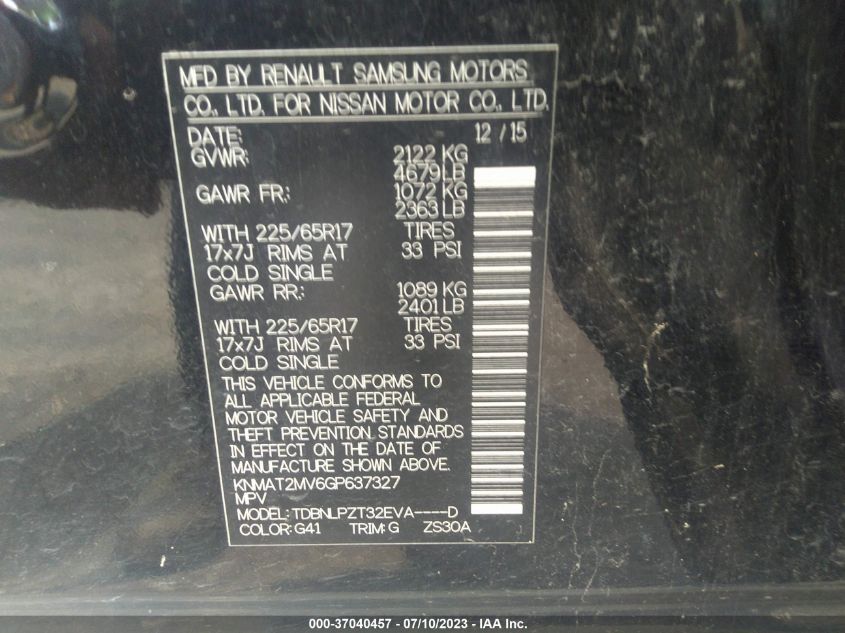 MFD BY RENAULT SAMSUNG MOTORS
CO., LTD. FOR NISSAN MOTOR CO., LTD.
DATE: 12 / 15
GVWR: 2122 KG
4679 LB
GAWR FR: 1072 KG
2363 LB
WITH 225/65R17 TIRES
17x7J RIMS AT 33 PSI
COLD SINGLE
GAWR RR: 1089 KG
2401 LB
WITH 225/65R17 TIRES
17x7J RIMS AT 33 PSI
COLD SINGLE
THIS VEHICLE CONFORMS TO
ALL APPLICABLE FEDERAL
MOTOR VEHICLE SAFETY AND
THEFT PREVENTION STANDARDS
IN EFFECT ON THE DATE OF
MANUFACTURE SHOWN ABOVE.
KNMAT2MV6GP637327
MPV
MODEL: TDBNLPZT32EVA----D
COLOR: G41 TRIM: G ZS30A
000-37040457 - 07/10/2023 - IAA Inc.